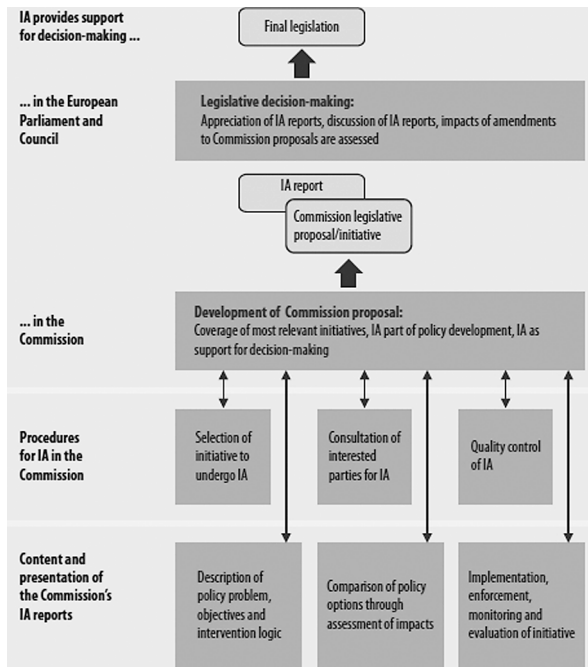 IA provides support
for decision-making ...
Final legislation
... in the European
Parliament and
Council
Legislative decision-making:
Appreciation of IA reports, discussion of IA reports, impacts of amendments
to Commission proposals are assessed
IA report
Commission legislative
proposal/initiative
... in the
Commission
Development of Commission proposal:
Coverage of most relevant initiatives, IA part of policy development, IA as
support for decision-making
Procedures
for IA in the
Commission
Selection of
initiative to
undergo IA
Consultation of
interested
parties for IA
Quality control
of IA
Content and
presentation of
the Commission's
IA reports
Description of
policy problem,
objectives and
intervention logic
Comparison of policy
options through
assessment of impacts
Implementation,
enforcement,
monitoring and
evaluation of initiative